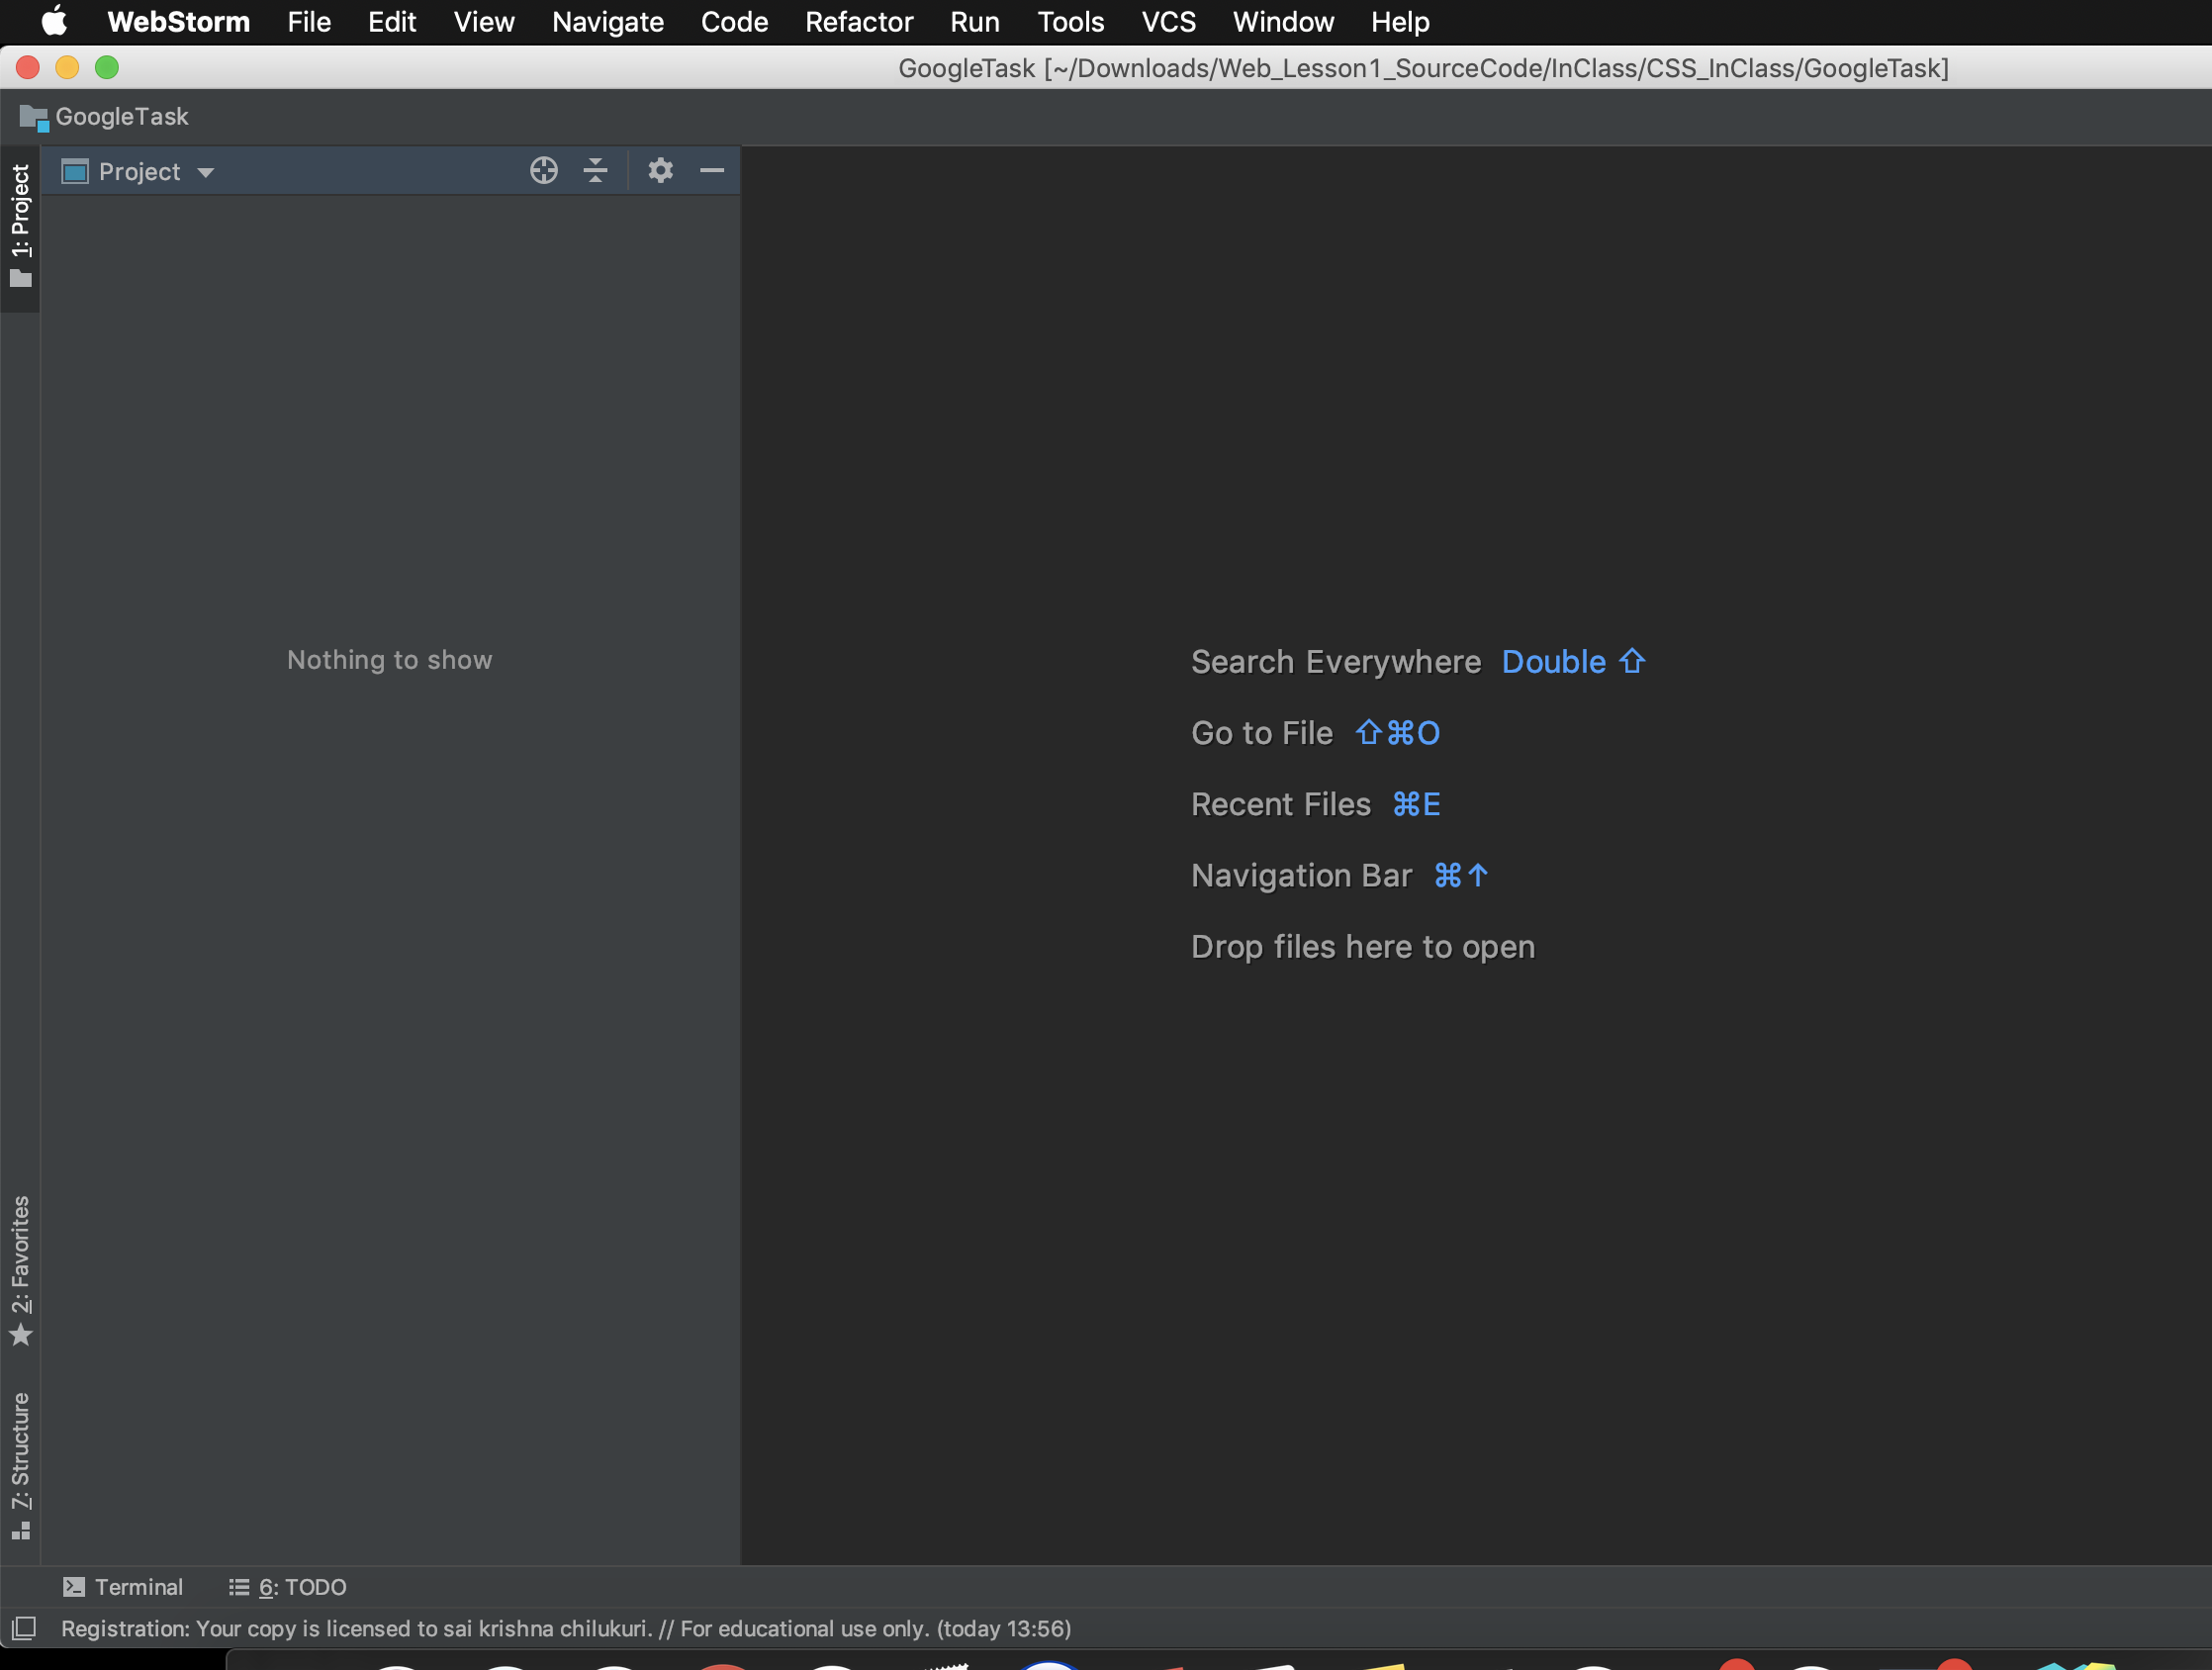 WebStorm File Edit View Navigate Code Refactor Run Tools VCS Window Help
GoogleTask [~/Downloads/Web_Lesson1_SourceCode/InClass/CSS_InClass/GoogleTask]
GoogleTask
Project
1: Project
Nothing to show
Search Everywhere Double ⇧
Go to File ⇧⌘O
Recent Files ⌘E
Navigation Bar ⌘↑
Drop files here to open
2: Favorites
7: Structure
Terminal 6: TODO
Registration: Your copy is licensed to sai krishna chilukuri. // For educational use only. (today 13:56)